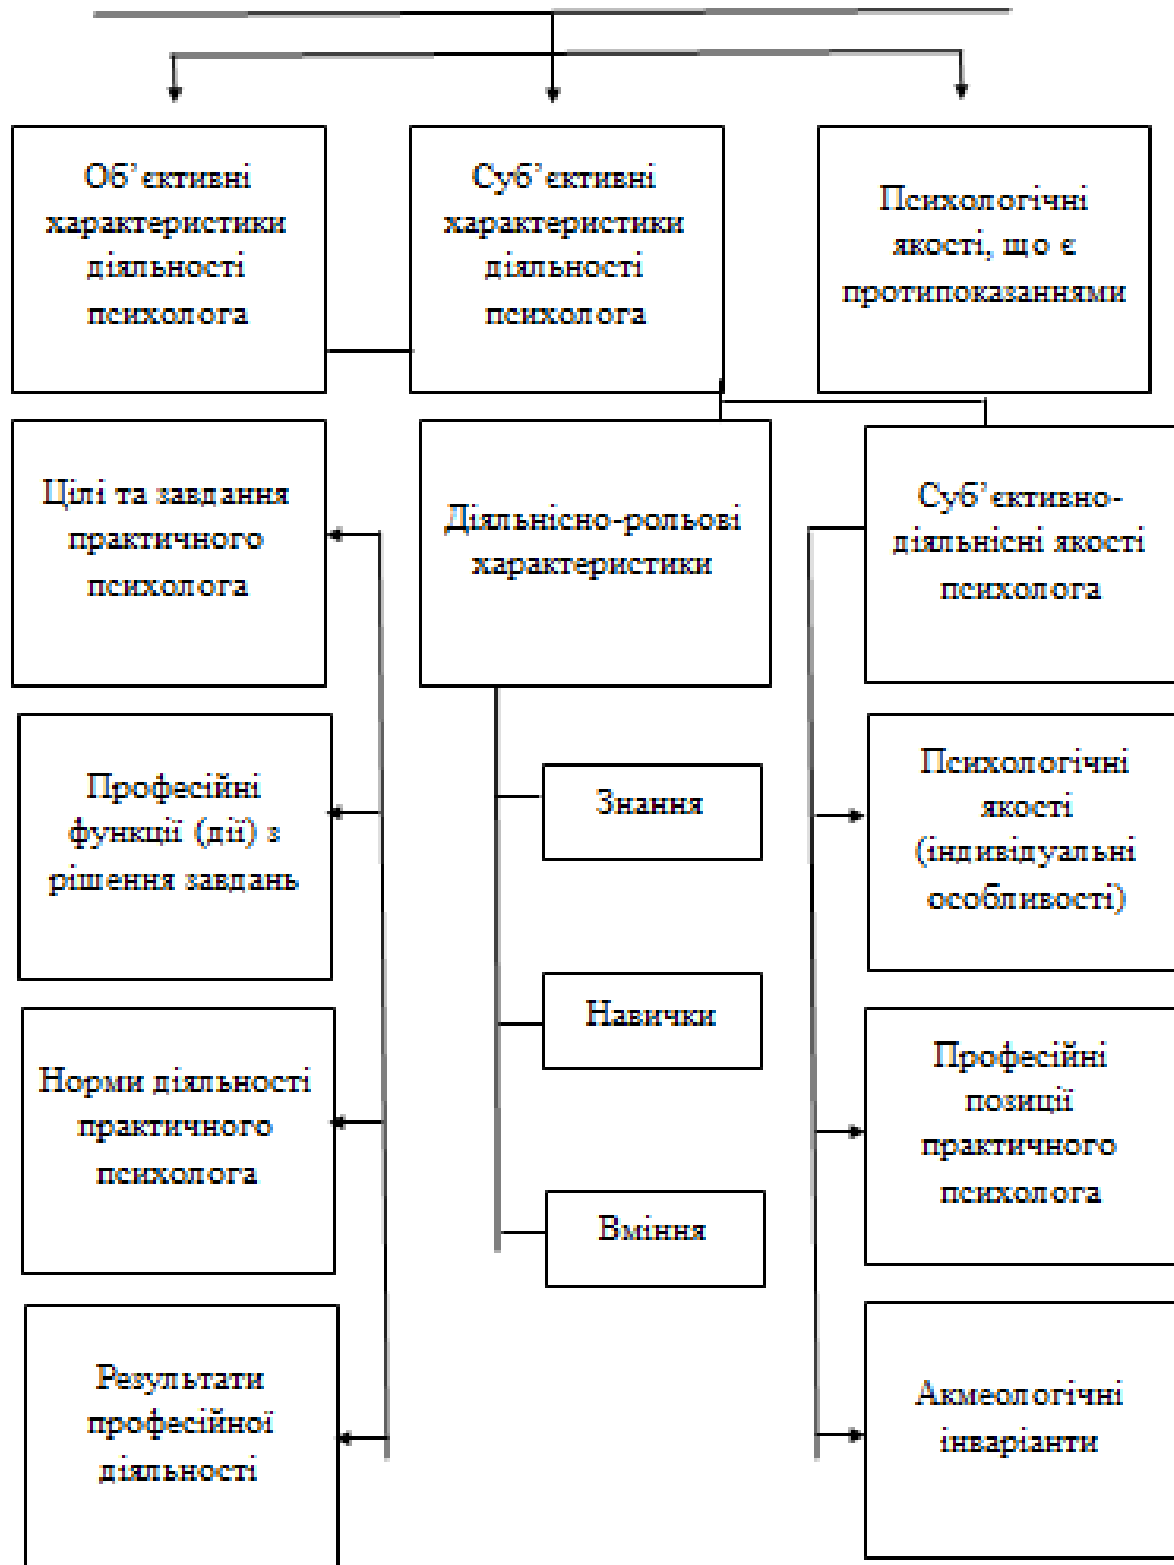 Об’єктивні
характеристики
діяльності
психолога
Суб’єктивні
характеристики
діяльності
психолога
Психологічні
якості, що є
протипоказаннями
Цілі та завдання
практичного
психолога
Діяльнісно-рольові
характеристики
Суб’єктивно-
діяльнісні якості
психолога
Професійні
функції (дії) з
рішення завдань
Знання
Психологічні
якості
(індивідуальні
особливості)
Норми діяльності
практичного
психолога
Навички
Професійні
позиції
практичного
психолога
Вміння
Результати
професійної
діяльності
Акмеологічні
інваріанти